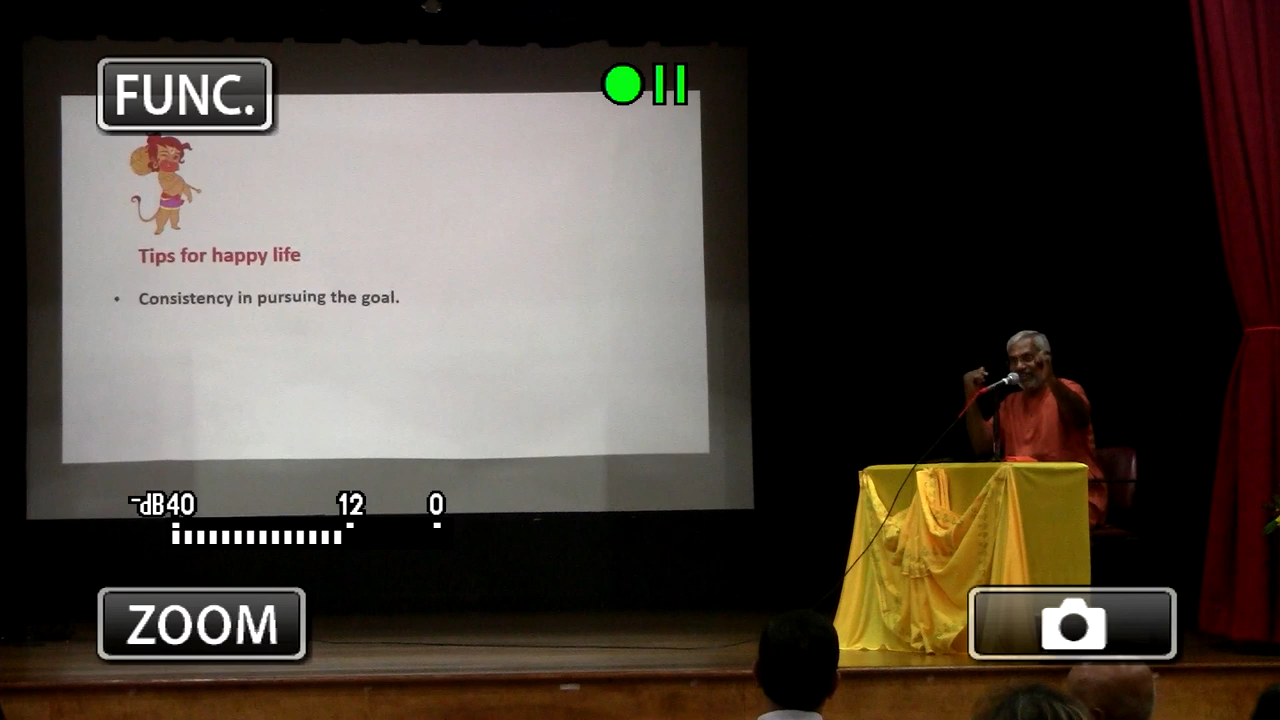 FUNC.
Tips for happy life
• Consistency in pursuing the goal.
-dB40 12 0
ZOOM